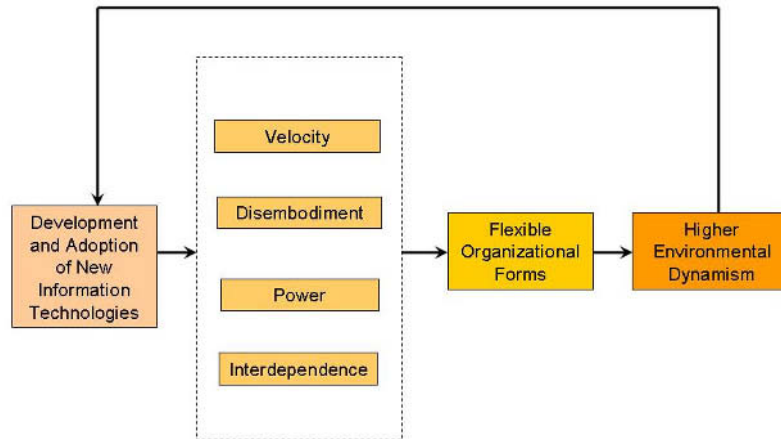 Development
and Adoption
of New
Information
Technologies
Velocity
Disembodiment
Power
Interdependence
Flexible
Organizational
Forms
Higher
Environmental
Dynamism